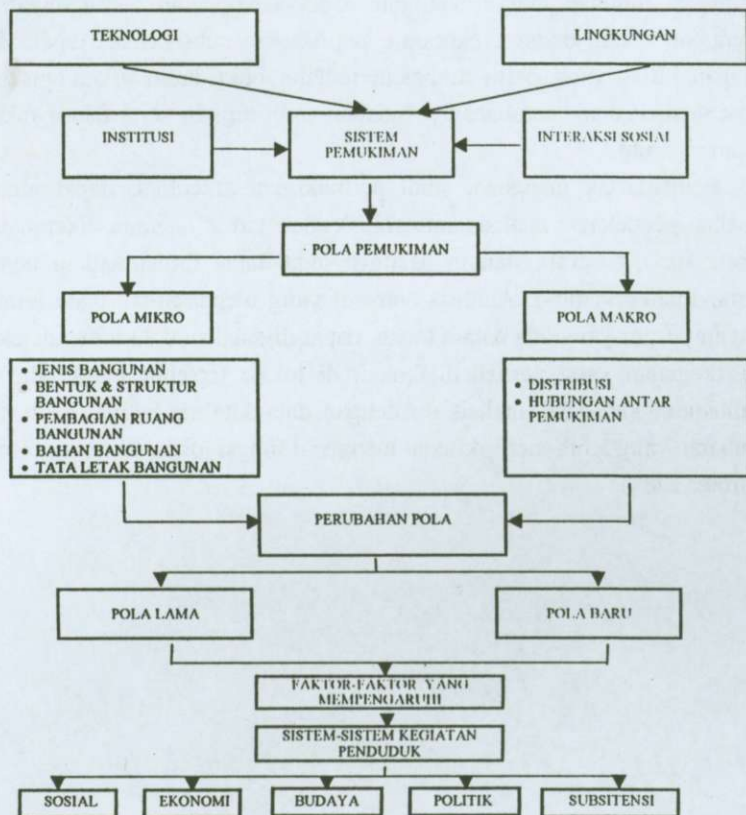 TEKNOLOGI
LINGKUNGAN
INSTITUSI
SISTEM
PEMUKIMAN
INTERAKSI SOSIAI
POLA PEMUKIMAN
POLA MIKRO
POLA MAKRO
• JENIS BANGUNAN
• BENTUK & STRUKTUR
BANGUNAN
• PEMBAGIAN RUANG
BANGUNAN
• BAHAN BANGUNAN
• TATA LETAK BANGUNAN
• DISTRIBUSI
• HUBUNGAN ANTAR
PEMUKIMAN
PERUBAHAN POLA
POLA LAMA
POLA BARU
FAKTOR-FAKTOR YANG
MEMPENGARUHI
SISTEM-SISTEM KEGIATAN
PENDUDUK
SOSIAL
EKONOMI
BUDAYA
POLITIK
SUBSITENSI